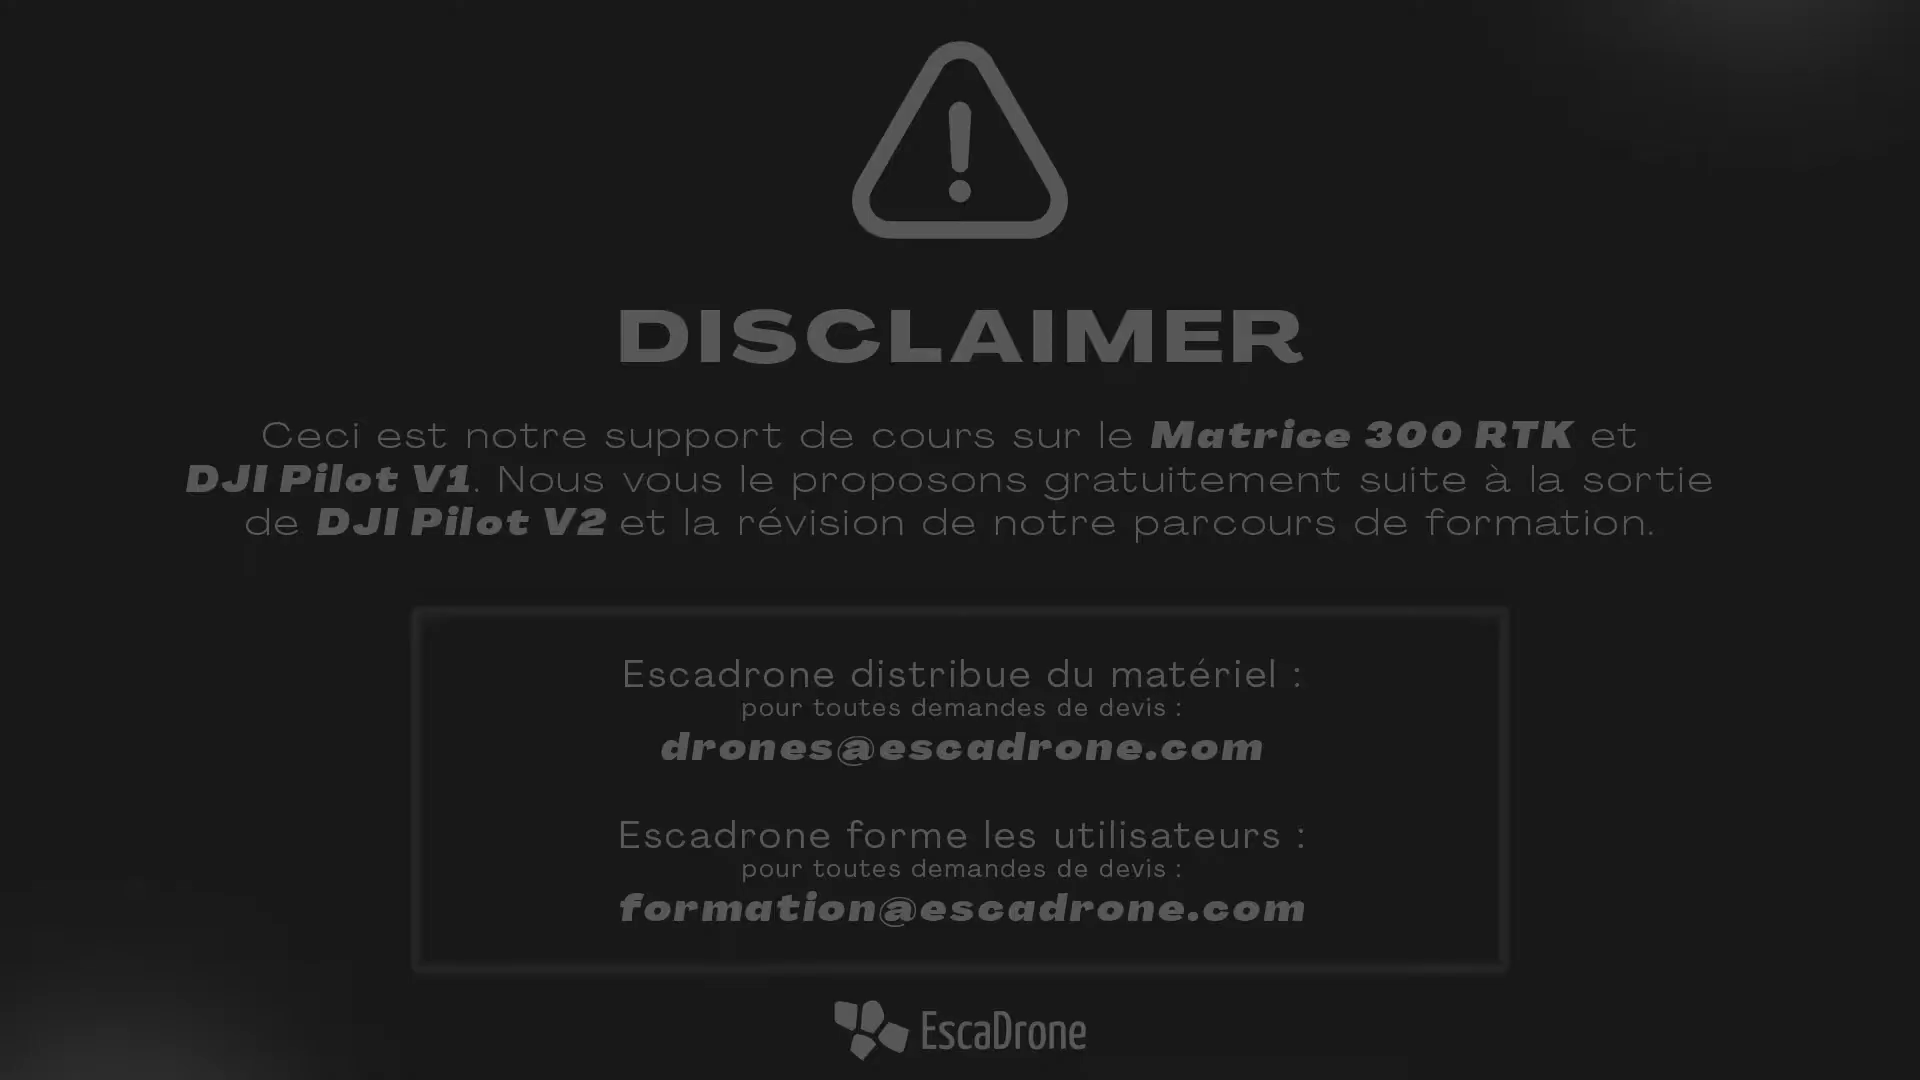 DISCLAIMER
Ceci est notre support de cours sur le Matrice 300 RTK et
DJI Pilot V1. Nous vous le proposons gratuitement suite à la sortie
de DJI Pilot V2 et la révision de notre parcours de formation.
Escadrone distribue du matériel :
pour toutes demandes de devis :
drones@escadrone.com
Escadrone forme les utilisateurs :
pour toutes demandes de devis :
formation@escadrone.com
EscaDrone